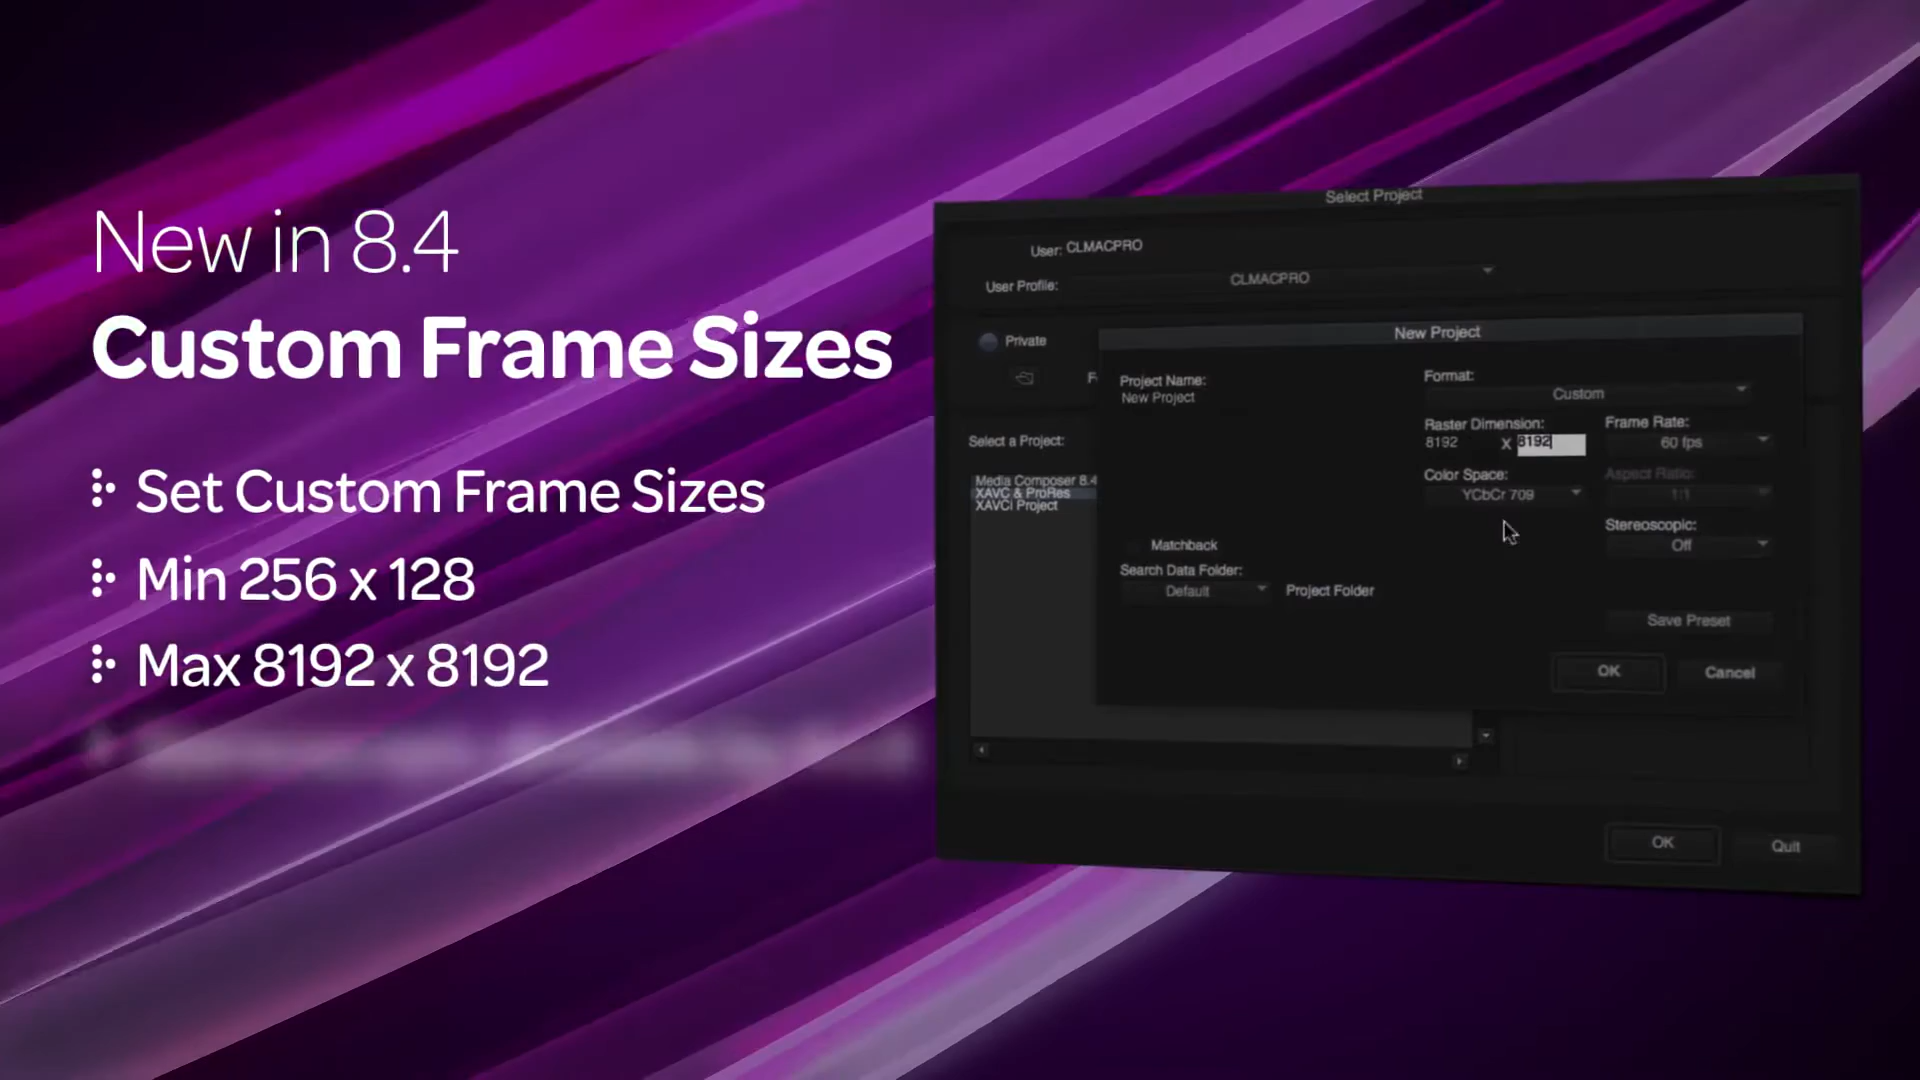 New in 8.4
Custom Frame Sizes
Set Custom Frame Sizes
Min 256 x 128
Max 8192 x 8192
Select Project
User: CLMACPRO
User Profile: CLMACPRO
Private
New Project
Project Name:
New Project
Format:
Custom
Raster Dimension:
8192 x 8192
Frame Rate:
60 fps
Color Space:
YCbCr 709
Aspect Ratio:
1:1
Stereoscopic:
Off
Select a Project:
Media Composer 8.4
XAVC & ProRes
XAVCi Project
Matchback
Search Data Folder:
Default
Project Folder
Save Preset
OK Cancel
OK Quit